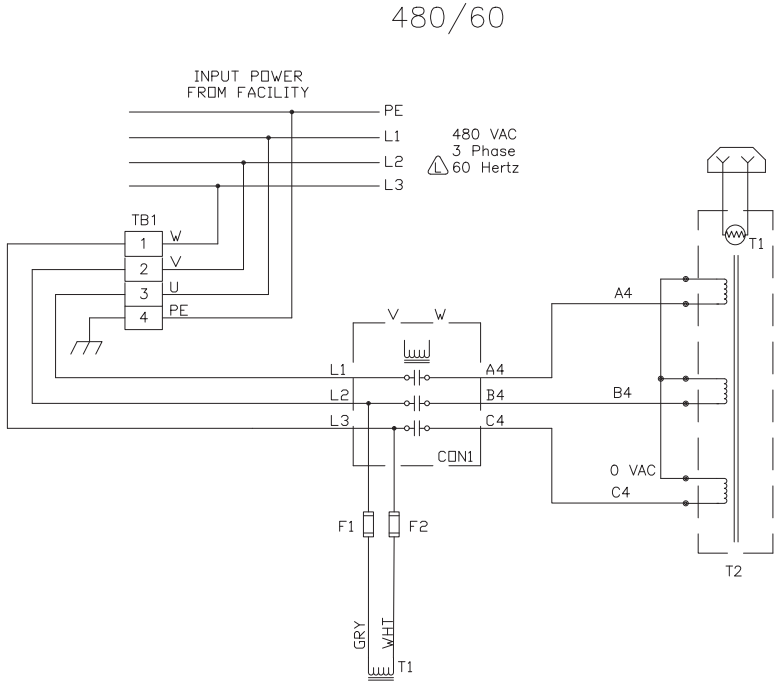 480/60
INPUT POWER
FROM FACILITY
PE
L1
L2
L3
480 VAC
3 Phase
L 60 Hertz
TB1
1 W
2 V
3 U
4 PE
T1
A4
V W
L1 A4
L2 B4
L3 C4
B4
CON1
0 VAC
C4
F1 F2
T2
GRY
WHT
T1